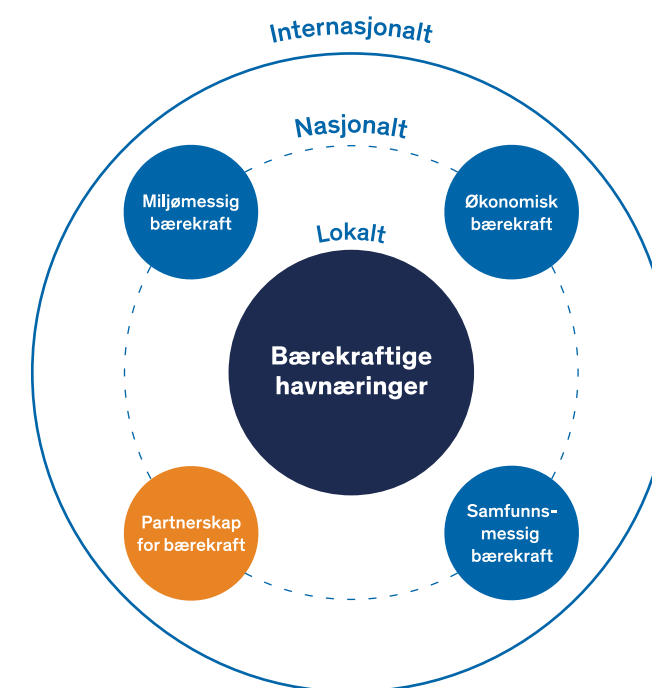 Internasjonalt
Nasjonalt
Miljømessig
bærekraft
Økonomisk
bærekraft
Lokalt
Bærekraftige
havnæringer
Partnerskap
for bærekraft
Samfunns-
messig
bærekraft